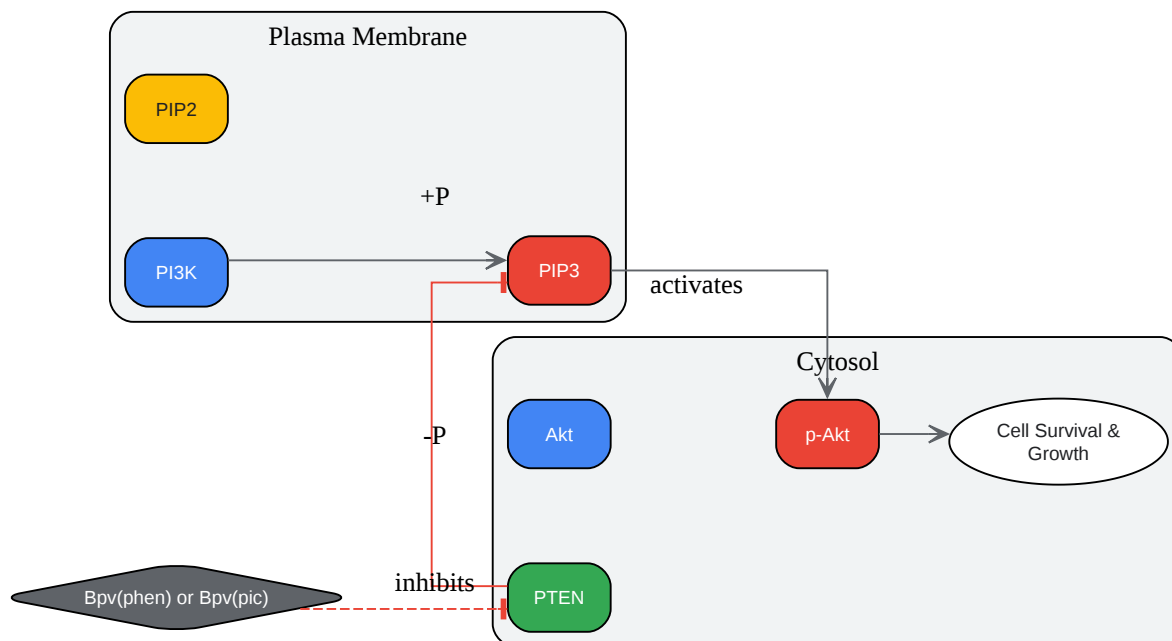 Plasma Membrane
PIP2
+P
PI3K
PIP3
activates
Cytosol
Akt
-P
p-Akt
Cell Survival &
Growth
inhibits
Bpv(phen) or Bpv(pic)
PTEN